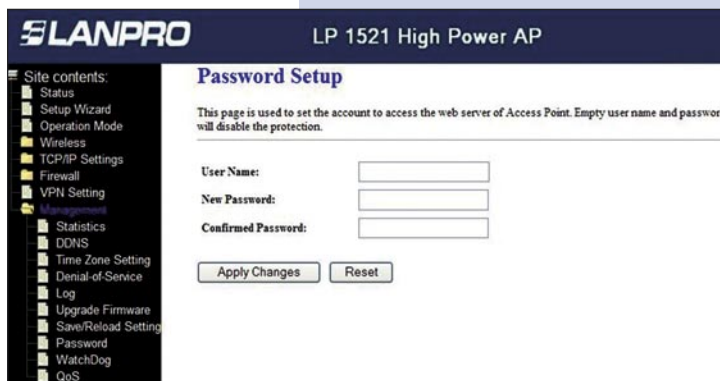 LANPRO
LP 1521 High Power AP
Site contents:
Status
Setup Wizard
Operation Mode
Wireless
TCP/IP Settings
Firewall
VPN Setting
Management
Statistics
DDNS
Time Zone Setting
Denial-of-Service
Log
Upgrade Firmware
Save/Reload Setting
Password
WatchDog
QoS
Password Setup
This page is used to set the account to access the web server of Access Point. Empty user name and passwor
will disable the protection.
User Name:
New Password:
Confirmed Password:
Apply Changes Reset